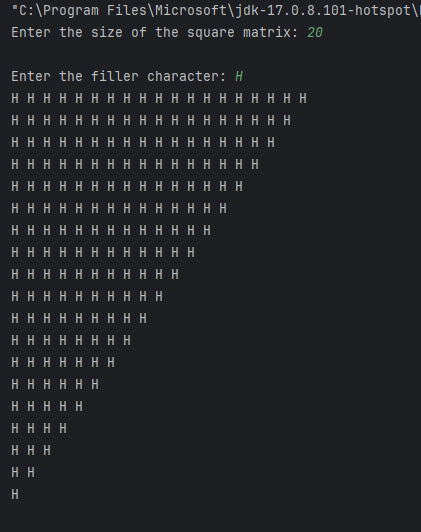 "C:\Program Files\Microsoft\jdk-17.0.8.101-hotspot\
Enter the size of the square matrix: 20
Enter the filler character: H
H H H H H H H H H H H H H H H H H H H
H H H H H H H H H H H H H H H H H H
H H H H H H H H H H H H H H H H H
H H H H H H H H H H H H H H H H
H H H H H H H H H H H H H H H
H H H H H H H H H H H H H H
H H H H H H H H H H H H H
H H H H H H H H H H H H
H H H H H H H H H H H
H H H H H H H H H H
H H H H H H H H H
H H H H H H H H
H H H H H H H
H H H H H H
H H H H H
H H H H
H H H
H H
H